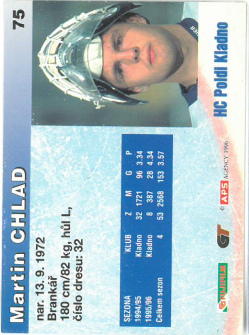 75
Martin CHLAD
nar. 13. 9. 1972
Brankář
180 cm/82 kg, hůl L,
číslo dresu: 32
HC Poldi Kladno
SEZONA KLUB Z M G P
1994/95 Kladno 32 1721 96 3.34
1995/96 Kladno 8 387 28 4.34
Celkem sezon 4 53 2568 153 3.57
© APS AGENCY 1996
GT